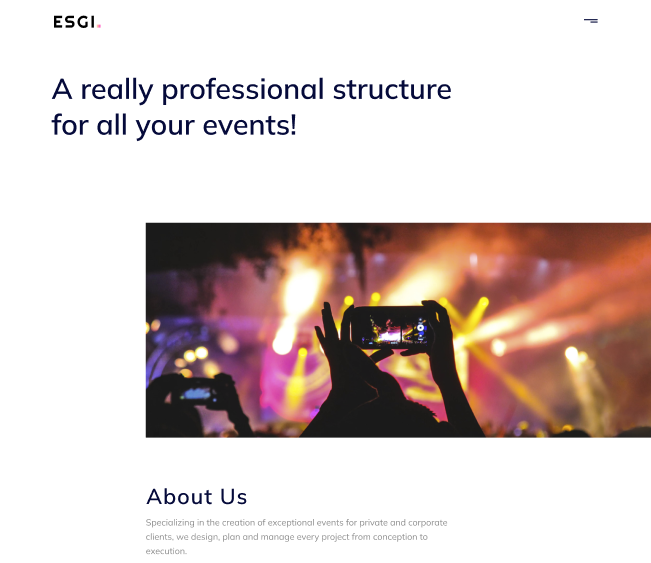 ESGI.
A really professional structure
for all your events!
About Us
Specializing in the creation of exceptional events for private and corporate
clients, we design, plan and manage every project from conception to
execution.